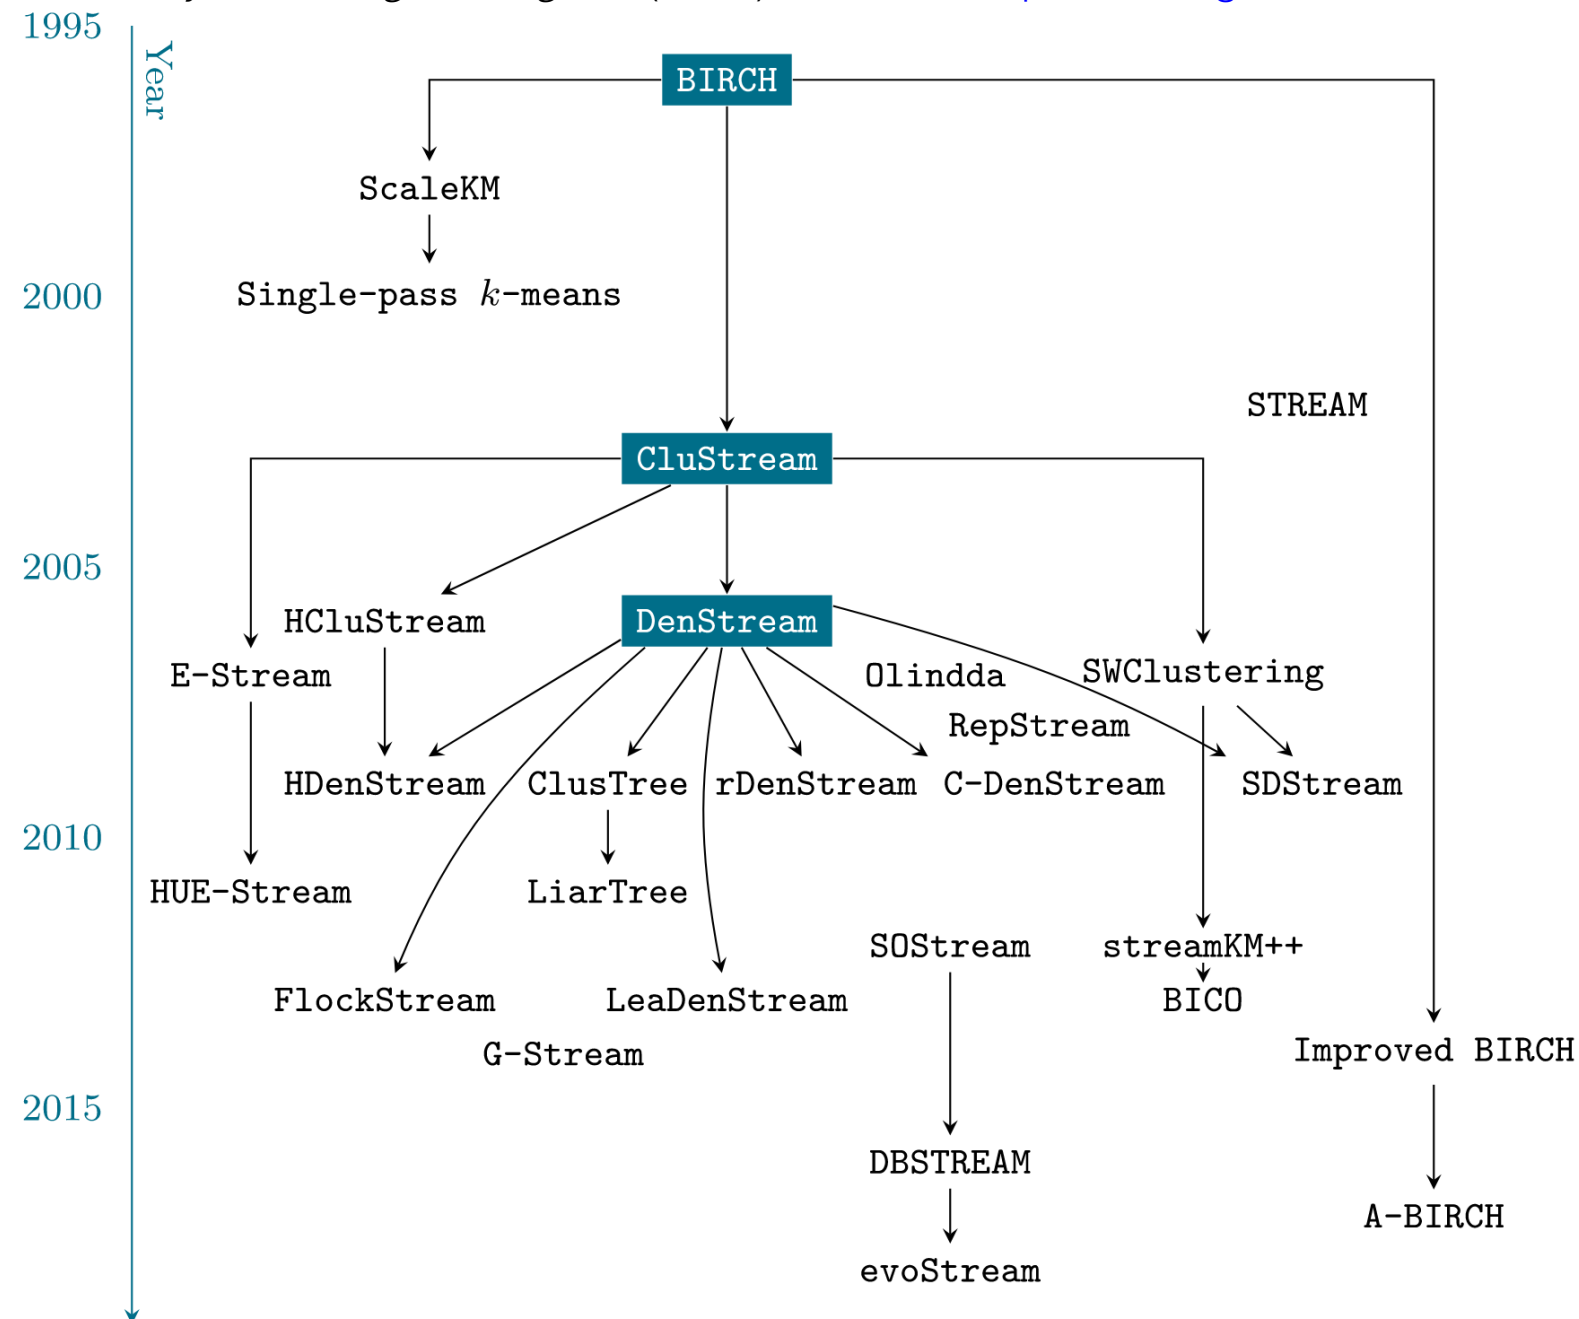 1995
Year
BIRCH
ScaleKM
2000
Single-pass k-means
STREAM
CluStream
2005
HCluStream
DenStream
E-Stream
Olindda
SWClustering
RepStream
HDenStream
ClusTree
rDenStream
C-DenStream
SDStream
2010
HUE-Stream
LiarTree
SOStream
streamKM++
FlockStream
LeaDenStream
BICO
G-Stream
Improved BIRCH
2015
DBSTREAM
A-BIRCH
evoStream